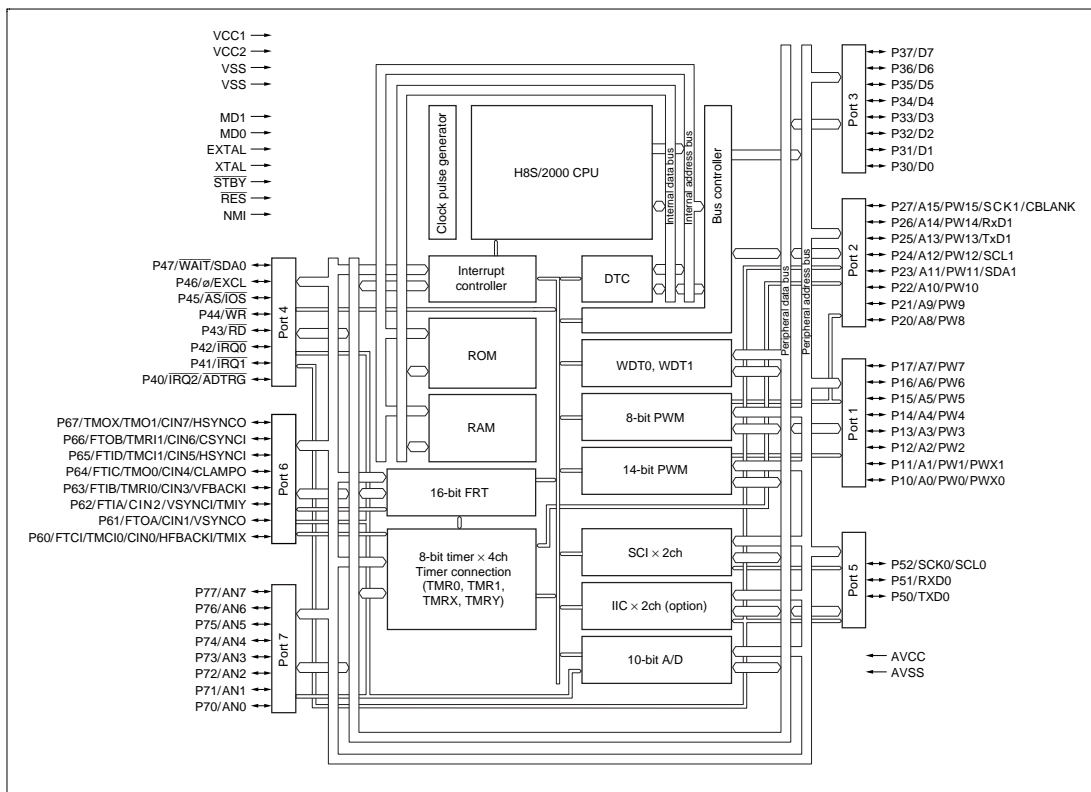 VCC1
VCC2
VSS
VSS
MD1
MD0
EXTAL
XTAL
STBY
RES
NMI
P47/WAIT/SDA0
P46/ø/EXCL
P45/AS/IOS
P44/WR
P43/RD
P42/IRQ0
P41/IRQ1
P40/IRQ2/ADTRG
Port 4
P67/TMOX/TMO1/CIN7/HSYNCO
P66/FTOB/TMRI1/CIN6/CSYNCI
P65/FTID/TMCI1/CIN5/HSYNCI
P64/FTIC/TMO0/CIN4/CLAMPO
P63/FTIB/TMRI0/CIN3/VFBACKI
P62/FTIA/CIN2/VSYNCI/TMIY
P61/FTOA/CIN1/VSYNCO
P60/FTCI/TMCI0/CIN0/HFBACKI/TMIX
Port 6
P77/AN7
P76/AN6
P75/AN5
P74/AN4
P73/AN3
P72/AN2
P71/AN1
P70/AN0
Port 7
Clock pulse generator
H8S/2000 CPU
Internal data bus
Internal address bus
Bus controller
Interrupt
controller
DTC
ROM
RAM
WDT0, WDT1
8-bit PWM
14-bit PWM
16-bit FRT
8-bit timer × 4ch
Timer connection
(TMR0, TMR1,
TMRX, TMRY)
SCI × 2ch
IIC × 2ch (option)
10-bit A/D
Peripheral data bus
Peripheral address bus
Port 3
P37/D7
P36/D6
P35/D5
P34/D4
P33/D3
P32/D2
P31/D1
P30/D0
Port 2
P27/A15/PW15/SCK1/CBLANK
P26/A14/PW14/RxD1
P25/A13/PW13/TxD1
P24/A12/PW12/SCL1
P23/A11/PW11/SDA1
P22/A10/PW10
P21/A9/PW9
P20/A8/PW8
Port 1
P17/A7/PW7
P16/A6/PW6
P15/A5/PW5
P14/A4/PW4
P13/A3/PW3
P12/A2/PW2
P11/A1/PW1/PWX1
P10/A0/PW0/PWX0
Port 5
P52/SCK0/SCL0
P51/RXD0
P50/TXD0
AVCC
AVSS